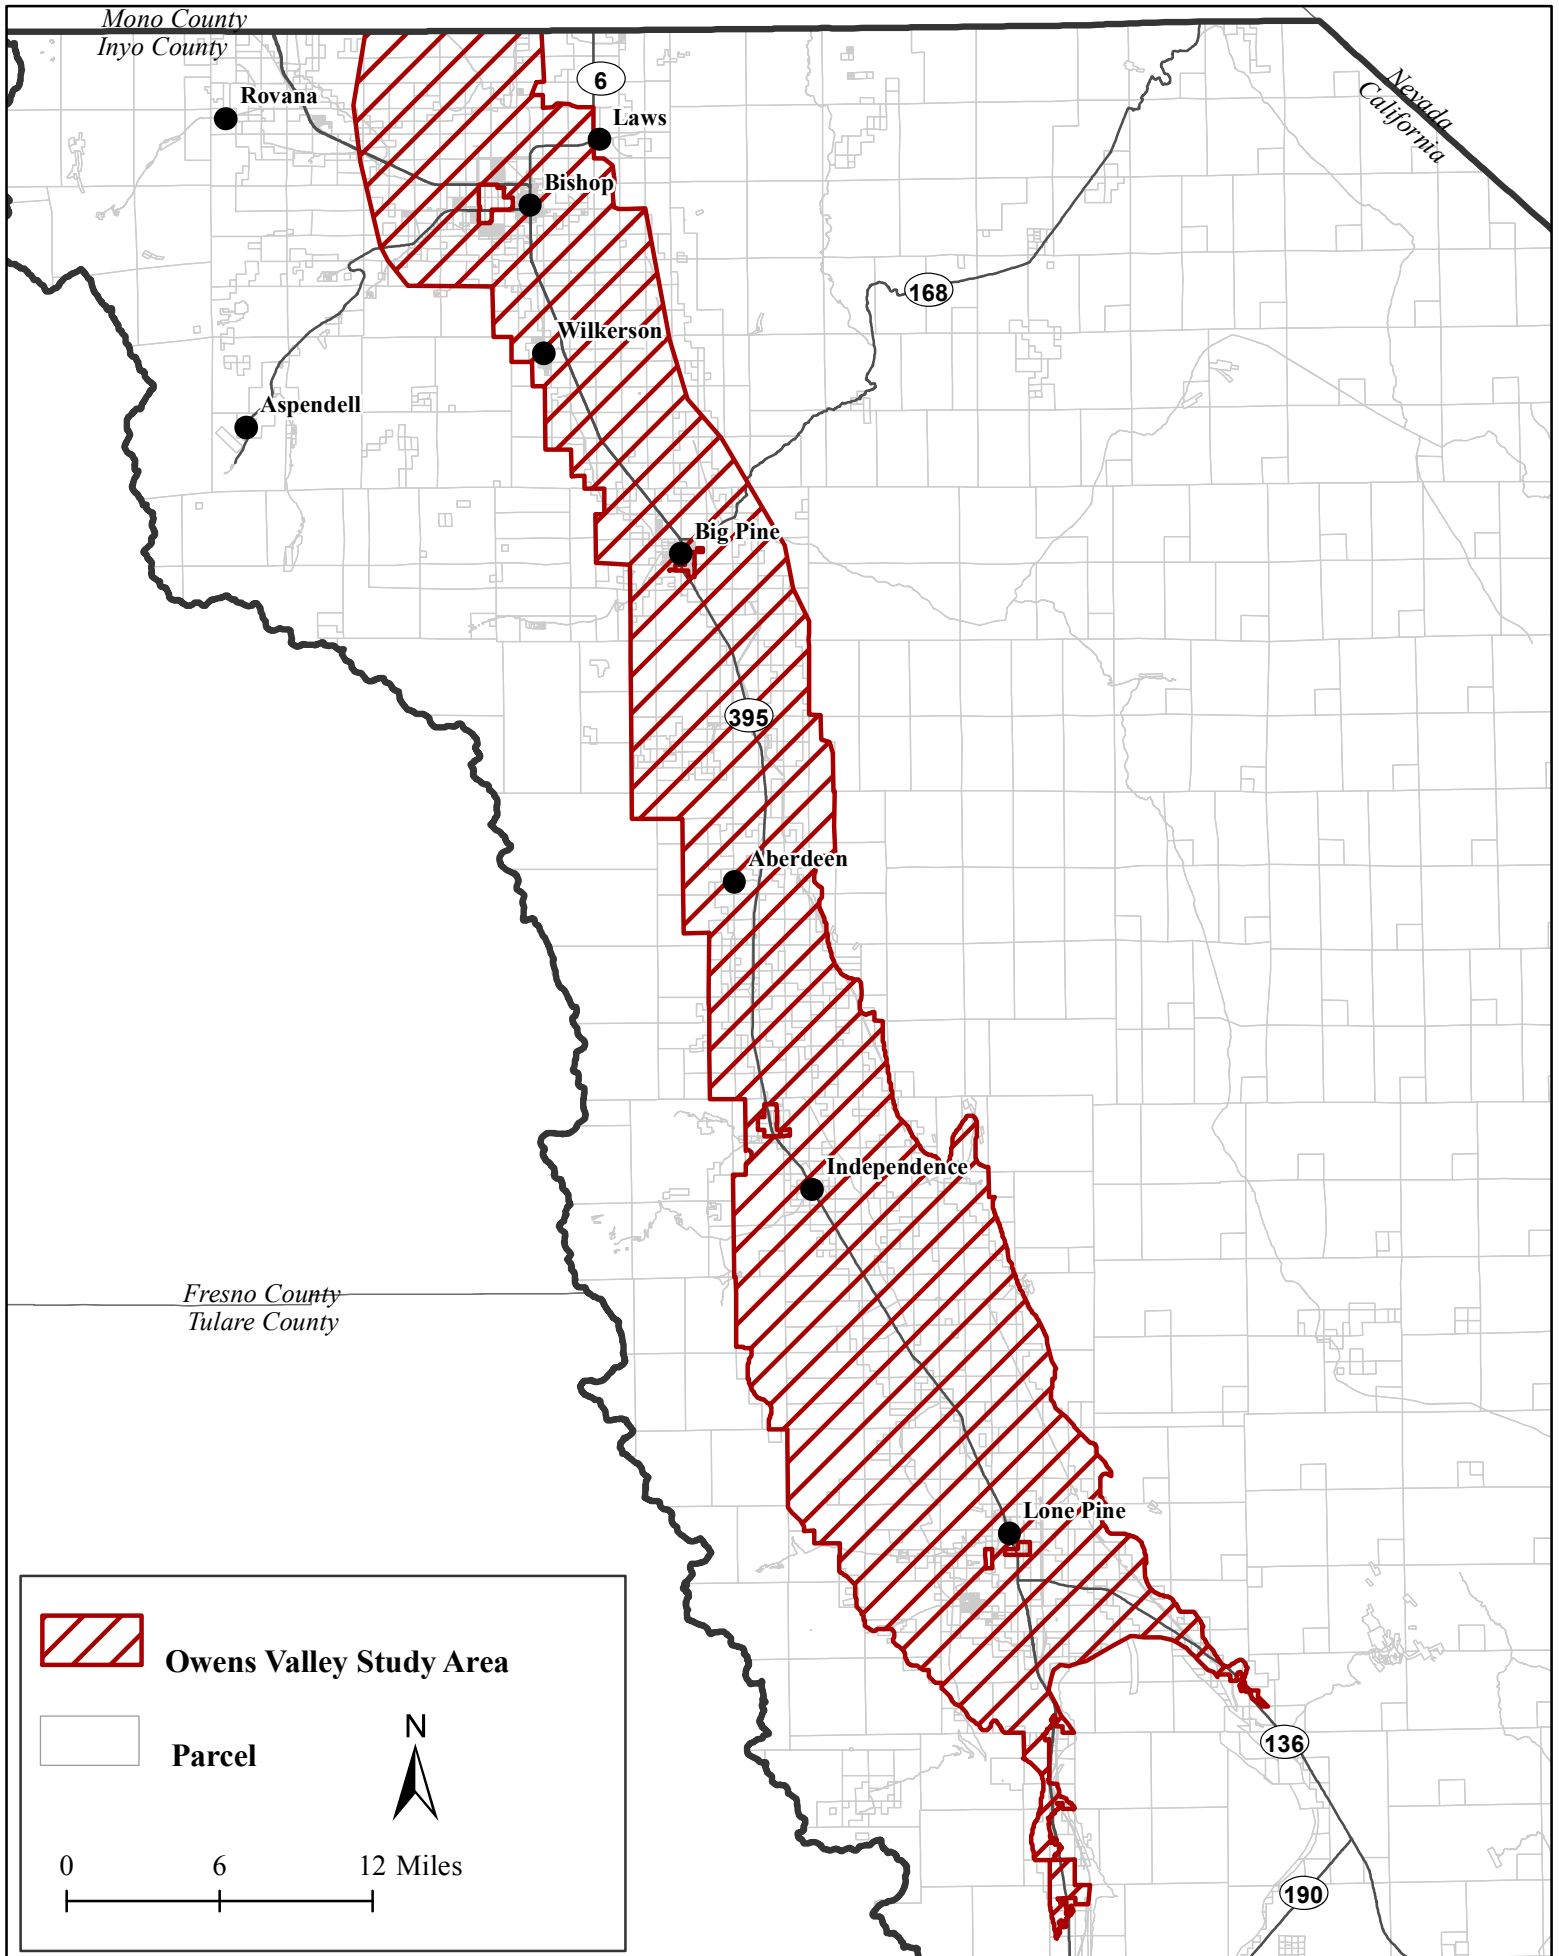 Mono County
Inyo County
6
Nevada
California
Rovana
Laws
Bishop
168
Wilkerson
Aspendell
Big Pine
395
Aberdeen
Independence
Fresno County
Tulare County
Lone Pine
Owens Valley Study Area
N
Parcel
136
0 6 12 Miles
190